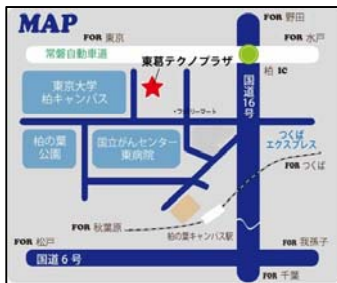 MAP
FOR 野田
FOR 東京
FOR 水戸
常磐自動車道
東葛テクノプラザ
柏 IC
東京大学
柏キャンパス
国道16号
・ファミリーマート
柏の葉
公園
国立がんセンター
東病院
つくば
エクスプレス
FOR つくば
FOR 秋葉原
柏の葉キャンパス駅
FOR 松戸
FOR 我孫子
国道6号
FOR 千葉